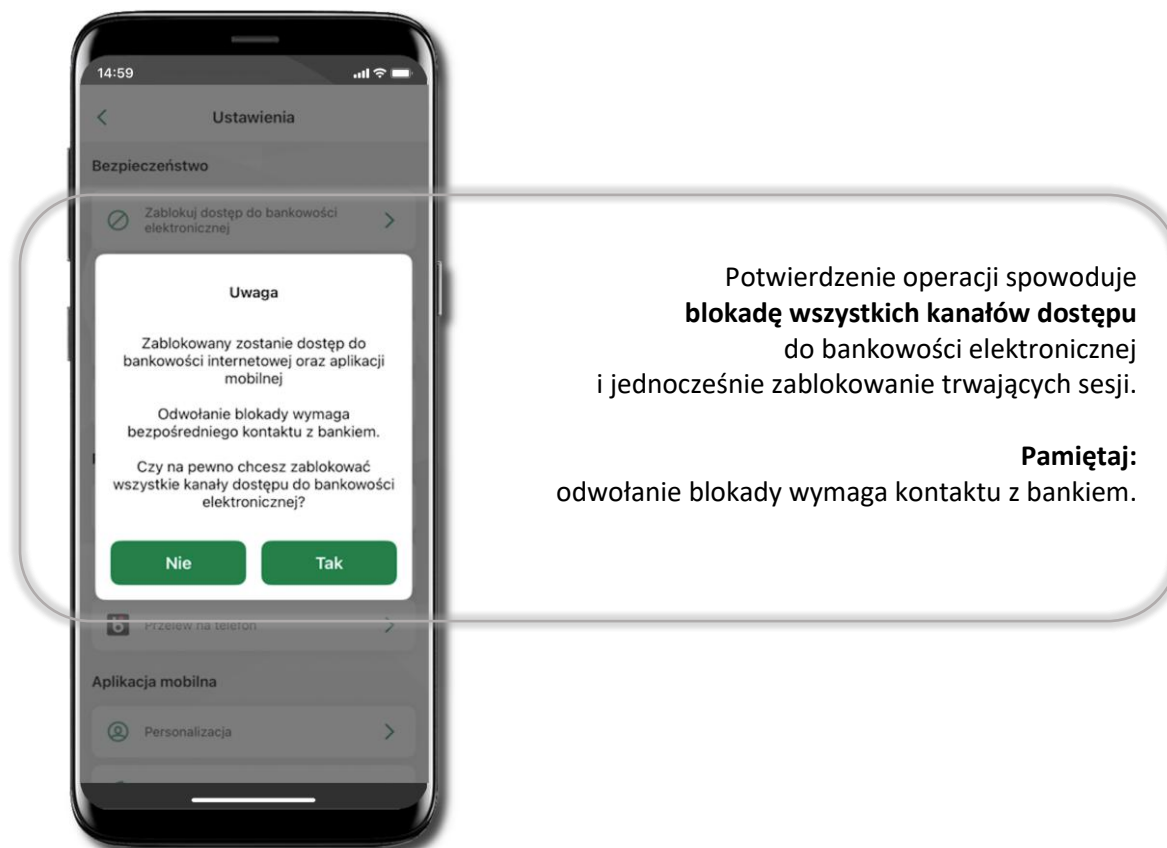 14:59
Ustawienia
Bezpieczeństwo
Zablokuj dostęp do bankowości
elektronicznej
Uwaga
Zablokowany zostanie dostęp do
bankowości internetowej oraz aplikacji
mobilnej
Odwołanie blokady wymaga
bezpośredniego kontaktu z bankiem.
Czy na pewno chcesz zablokować
wszystkie kanały dostępu do bankowości
elektronicznej?
Nie
Tak
Przelew na telefon
Aplikacja mobilna
Personalizacja
Potwierdzenie operacji spowoduje
blokadę wszystkich kanałów dostępu
do bankowości elektronicznej
i jednocześnie zablokowanie trwających sesji.
Pamiętaj:
odwołanie blokady wymaga kontaktu z bankiem.